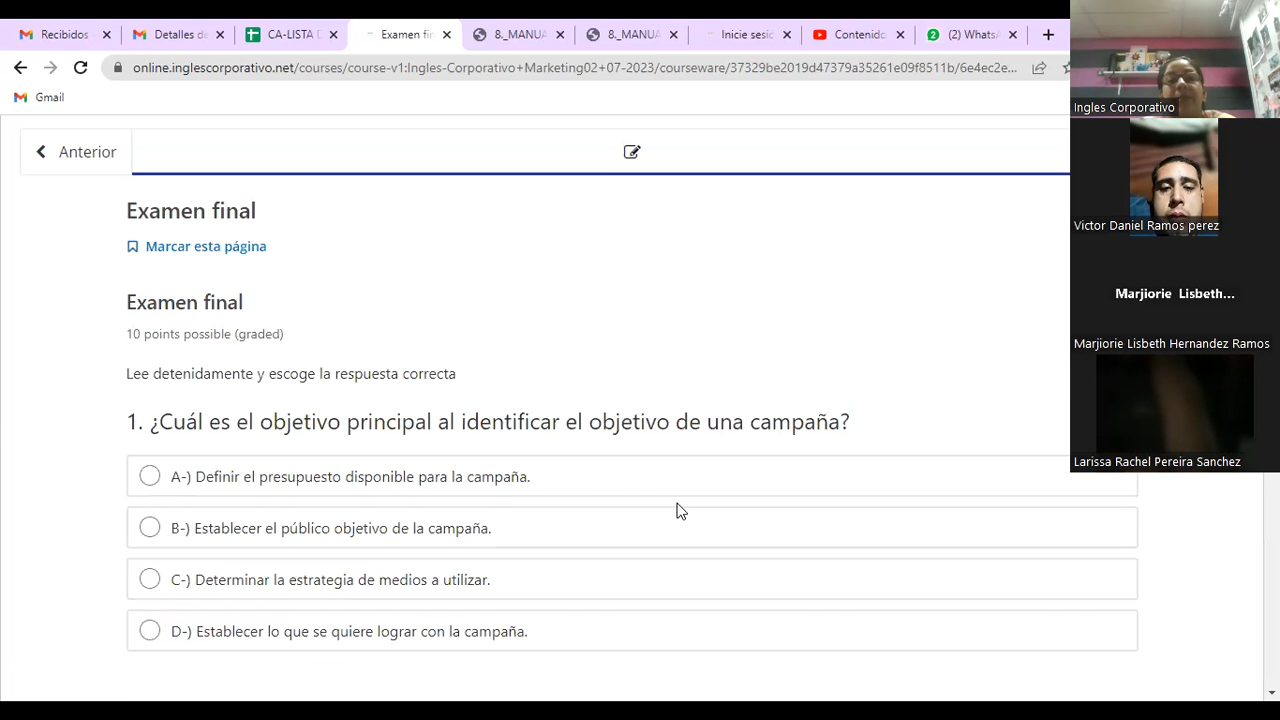 Recibidos
Detalles de
CA-LISTA D
Examen fin
8._MANUA
8._MANUA
Inicie sesic
Contenido
(2) WhatsA
online.inglescorporativo.net/courses/course-v1:Ingles-Corporativo+Marketing02+07-2023/courseware/37329be2019d47379a35261e09f8511b/6e4ec2e...
Gmail
Anterior
Examen final
Marcar esta página
Examen final
10 points possible (graded)
Lee detenidamente y escoge la respuesta correcta
1. ¿Cuál es el objetivo principal al identificar el objetivo de una campaña?
A-) Definir el presupuesto disponible para la campaña.
B-) Establecer el público objetivo de la campaña.
C-) Determinar la estrategia de medios a utilizar.
D-) Establecer lo que se quiere lograr con la campaña.
Ingles Corporativo
Victor Daniel Ramos perez
Marjiorie Lisbeth...
Marjiorie Lisbeth Hernandez Ramos
Larissa Rachel Pereira Sanchez